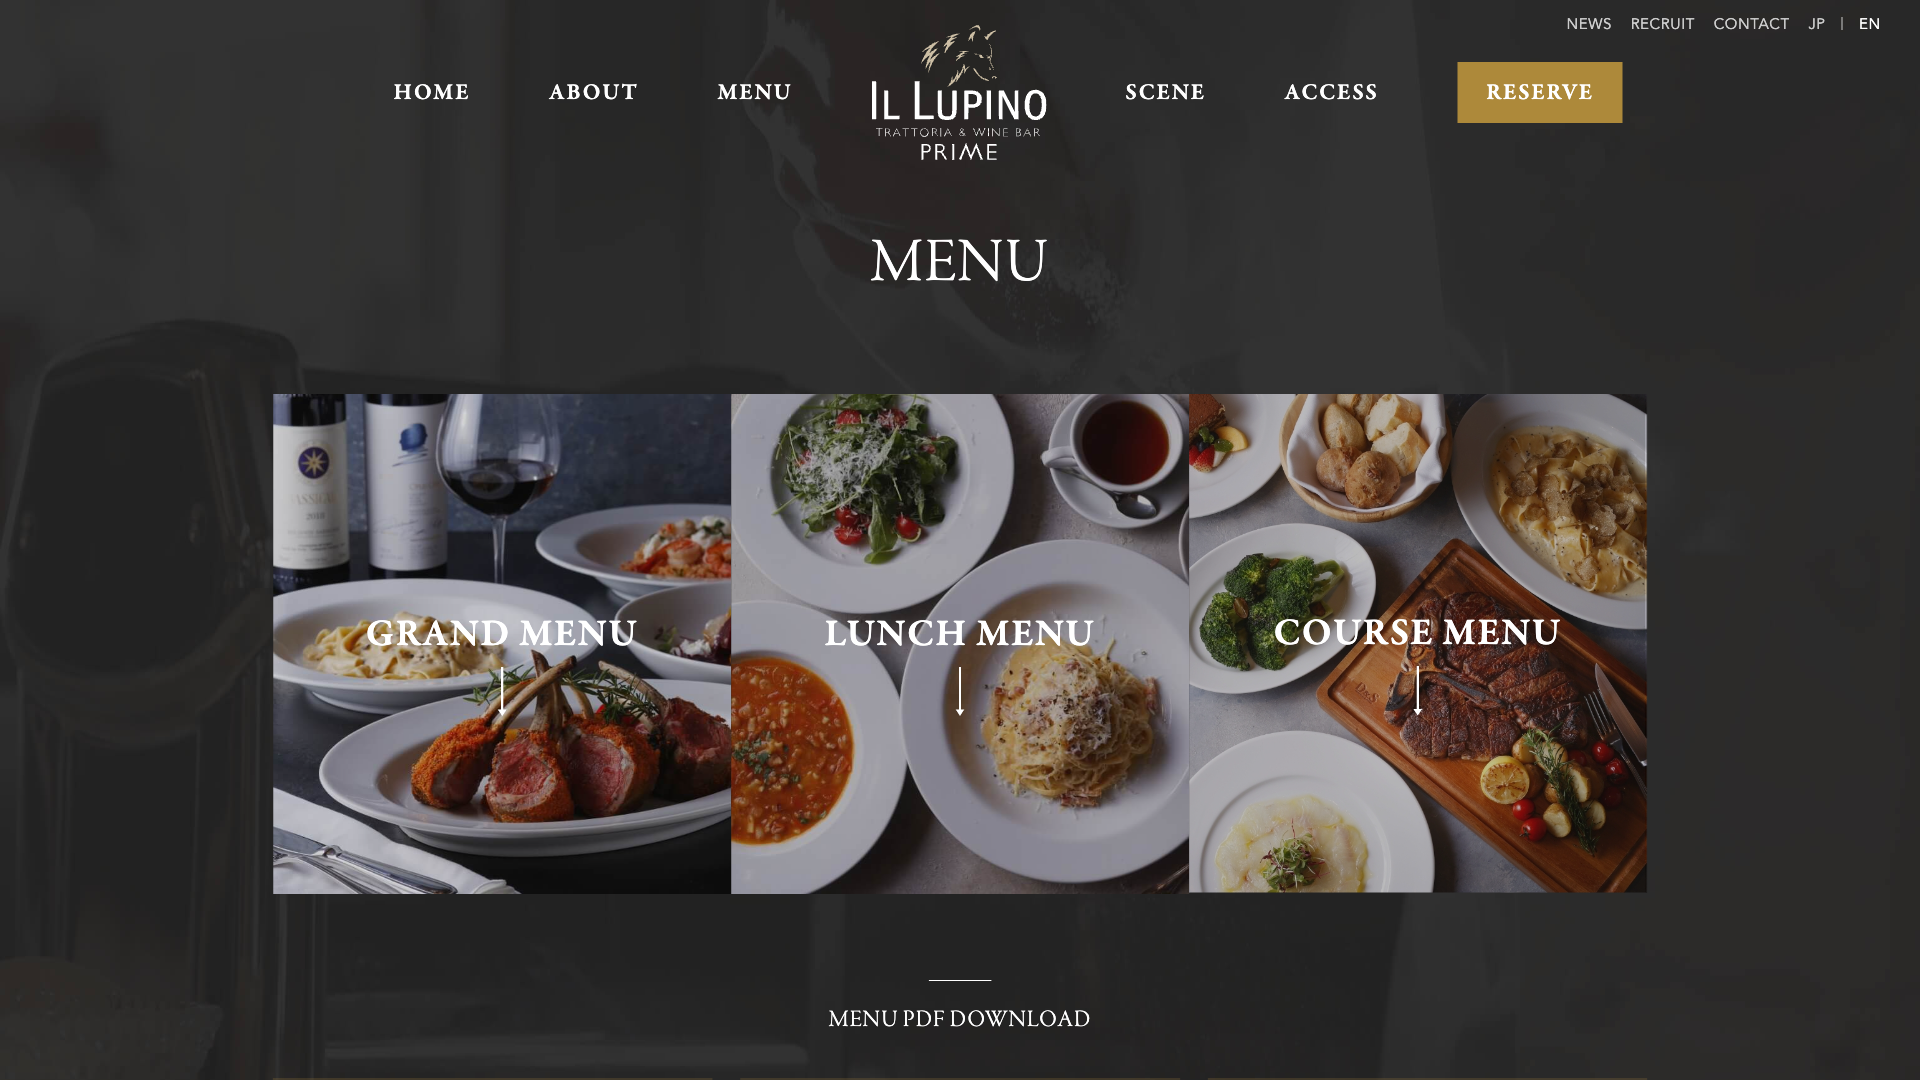 NEWS RECRUIT CONTACT JP | EN
HOME ABOUT MENU
IL LUPINO
TRATTORIA & WINE BAR
PRIME
SCENE ACCESS RESERVE
MENU
2018
GRAND MENU
LUNCH MENU
COURSE MENU
MENU PDF DOWNLOAD